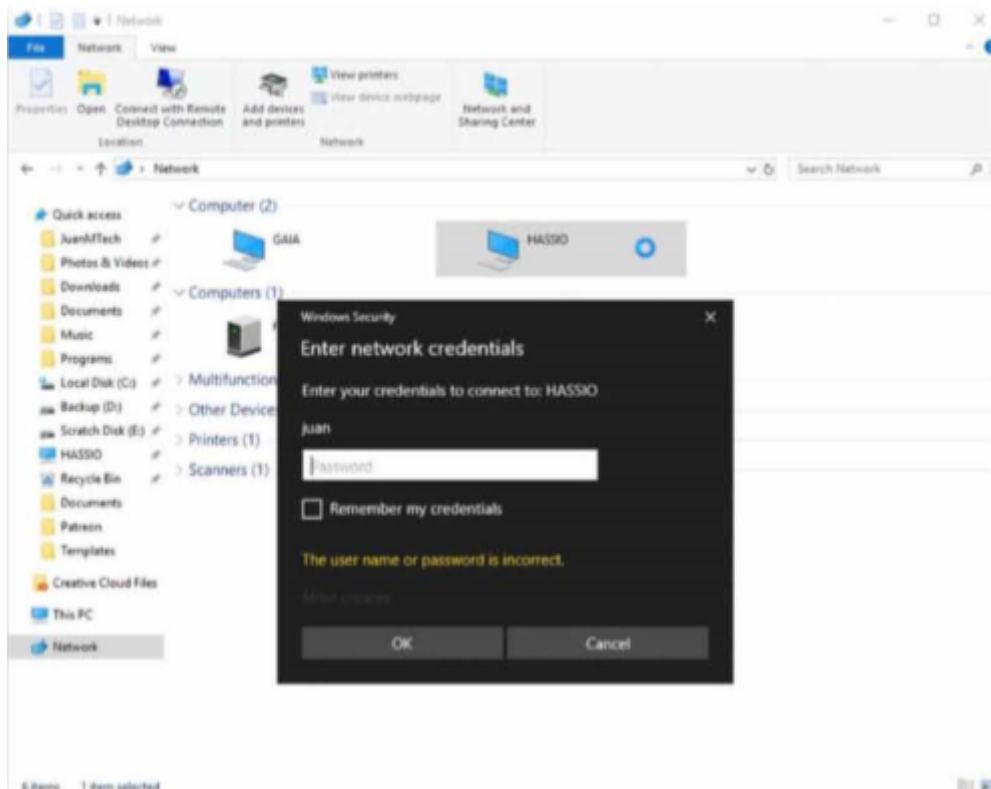 Network
File Network View
Properties
Open
Connect with Remote
Desktop Connection
Location
Add devices
and printers
View printers
View device webpage
Network
Network and
Sharing Center
Network
Search Network
Quick access
JuanMTech
Photos & Videos
Downloads
Documents
Music
Programs
Local Disk (C:)
Backup (D:)
Scratch Disk (E:)
HASSIO
Recycle Bin
Documents
Patreon
Templates
Creative Cloud Files
This PC
Network
Computer (2)
GAIA
HASSIO
Computers (1)
Multifunction
Other Device
Printers (1)
Scanners (1)
Windows Security
Enter network credentials
Enter your credentials to connect to: HASSIO
juan
Password
Remember my credentials
The user name or password is incorrect.
More choices
OK
Cancel
6 items 1 item selected